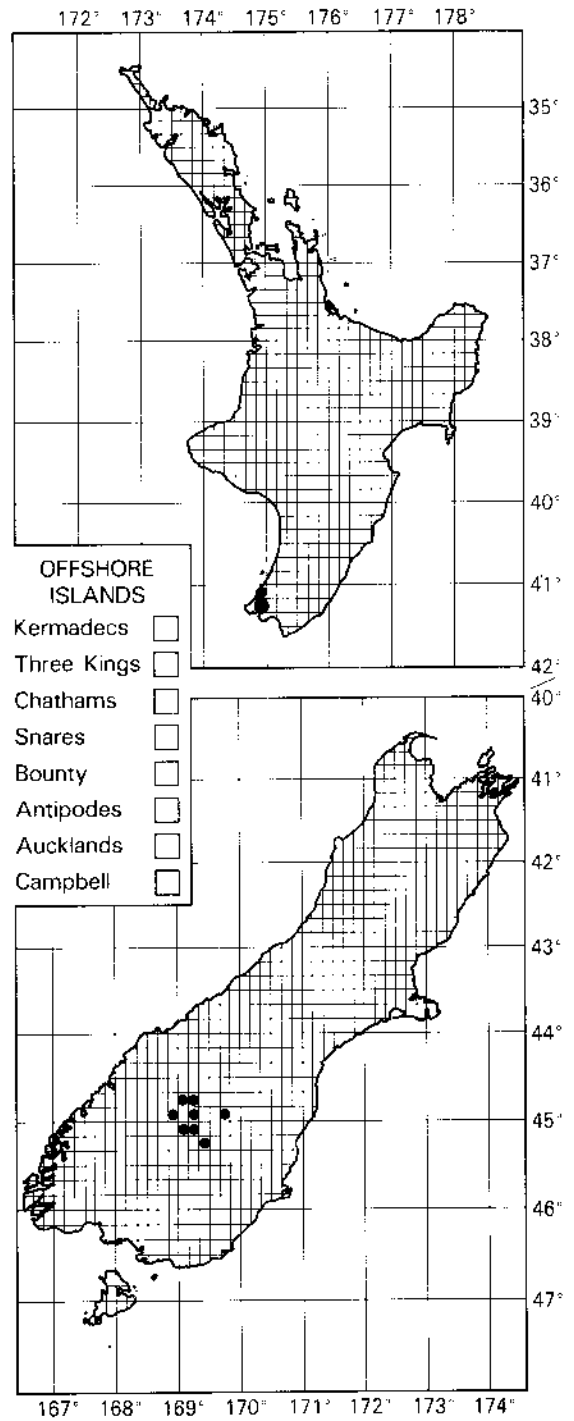 172° 173° 174° 175° 176° 177° 178°
35°
36°
37°
38°
39°
40°
41°
42°
OFFSHORE
ISLANDS
Kermadecs
Three Kings
Chathams
Snares
Bounty
Antipodes
Aucklands
Campbell
40°
41°
42°
43°
44°
45°
46°
47°
167° 168° 169° 170° 171° 172° 173° 174°